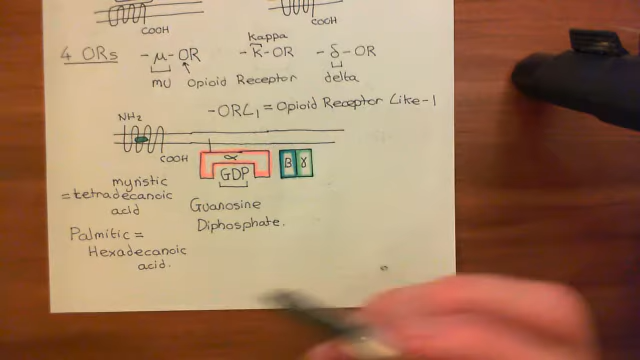 COOH
COOH
4 ORs -μ-OR -K-OR -δ-OR
Kappa
mu Opioid Receptor delta
-ORL1 = Opioid Receptor Like-1
NH2
COOH
α
GDP
β γ
myristic
=tetradecanoic
acid
Guanosine
Diphosphate.
Palmitic =
Hexadecanoic
acid.